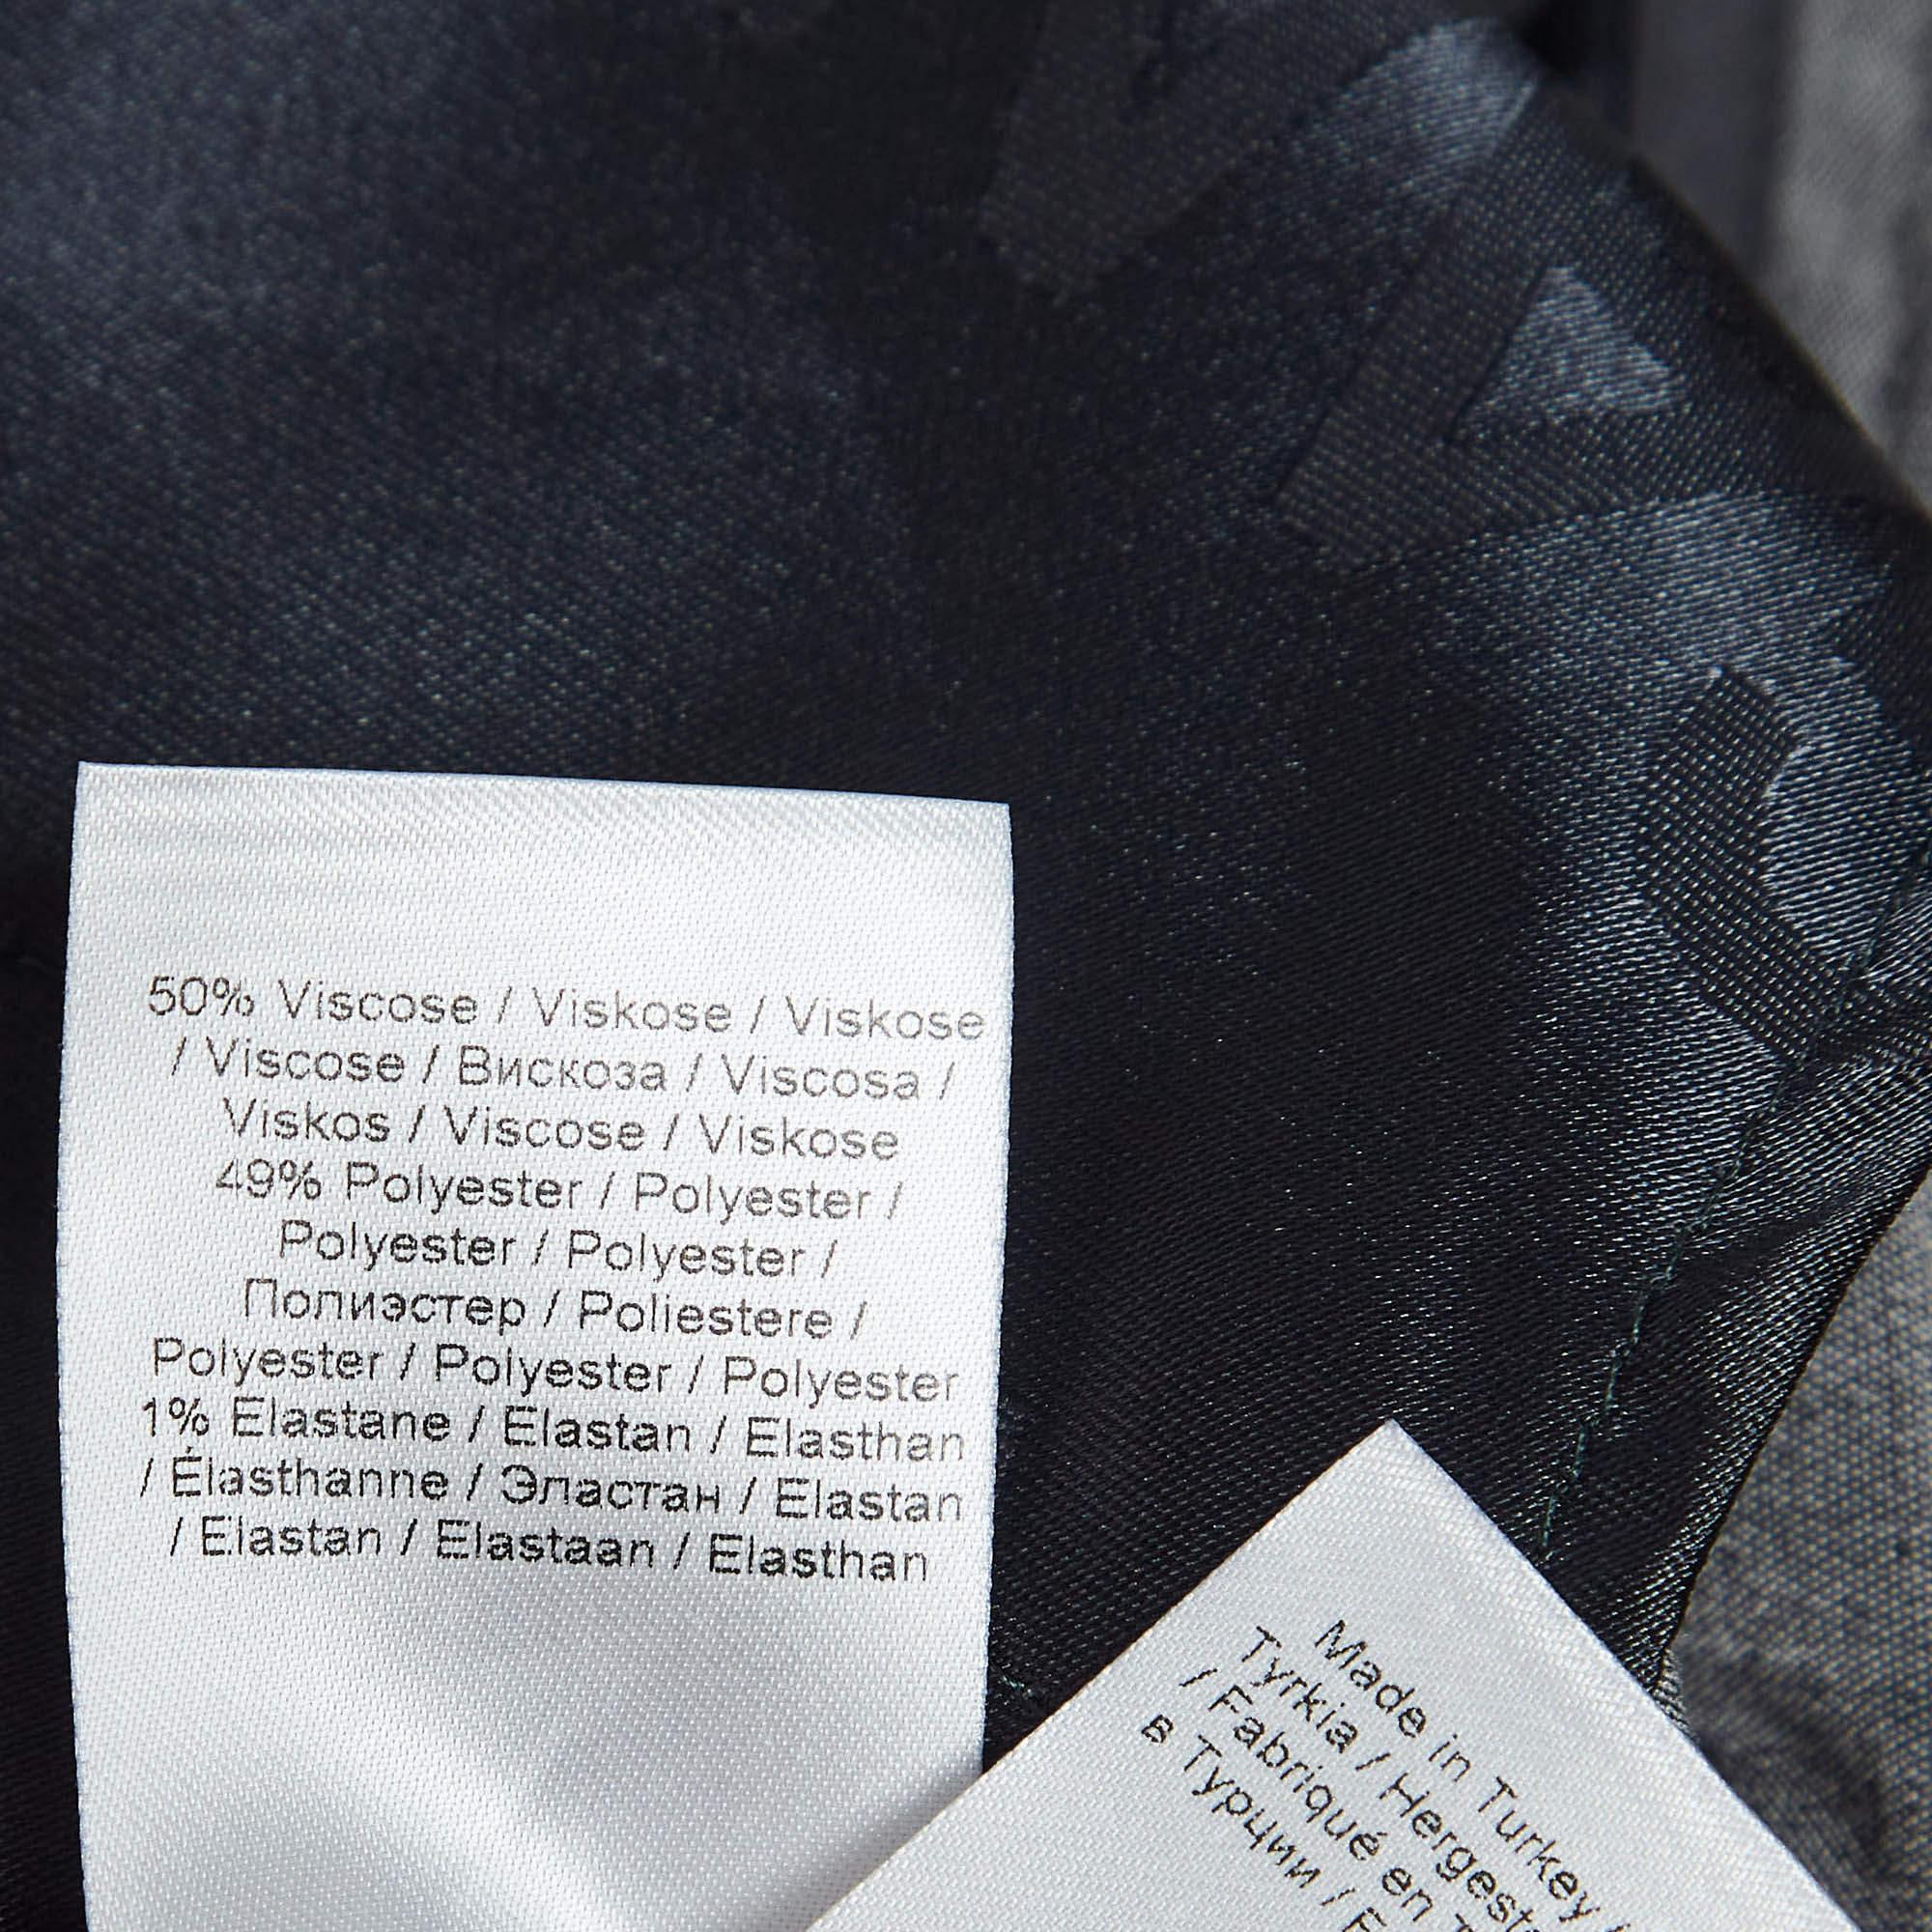 50% Viscose / Viskose / Viskose
/ Viscose / Вискоза / Viscosa /
Viskos / Viscose / Viskose
49% Polyester / Polyester /
Polyester / Polyester /
Полиэстер / Poliestere /
Polyester / Polyester / Polyester
1% Elastane / Elastan / Elasthan
/ Élasthanne / Эластан / Elastan
/ Elastan / Elastaan / Elasthan
Made in Turkey /
Tyrkia / Hergest
/ Fabriqué en T
в Турции / F